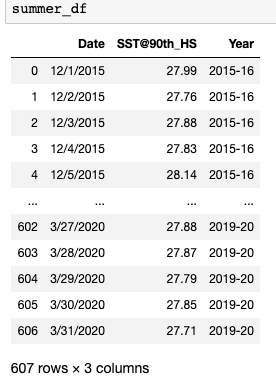 summer_df
Date SST@90th_HS Year
0 12/1/2015 27.99 2015-16
1 12/2/2015 27.76 2015-16
2 12/3/2015 27.88 2015-16
3 12/4/2015 27.83 2015-16
4 12/5/2015 28.14 2015-16
... ... ... ...
602 3/27/2020 27.88 2019-20
603 3/28/2020 27.87 2019-20
604 3/29/2020 27.79 2019-20
605 3/30/2020 27.85 2019-20
606 3/31/2020 27.71 2019-20
607 rows × 3 columns